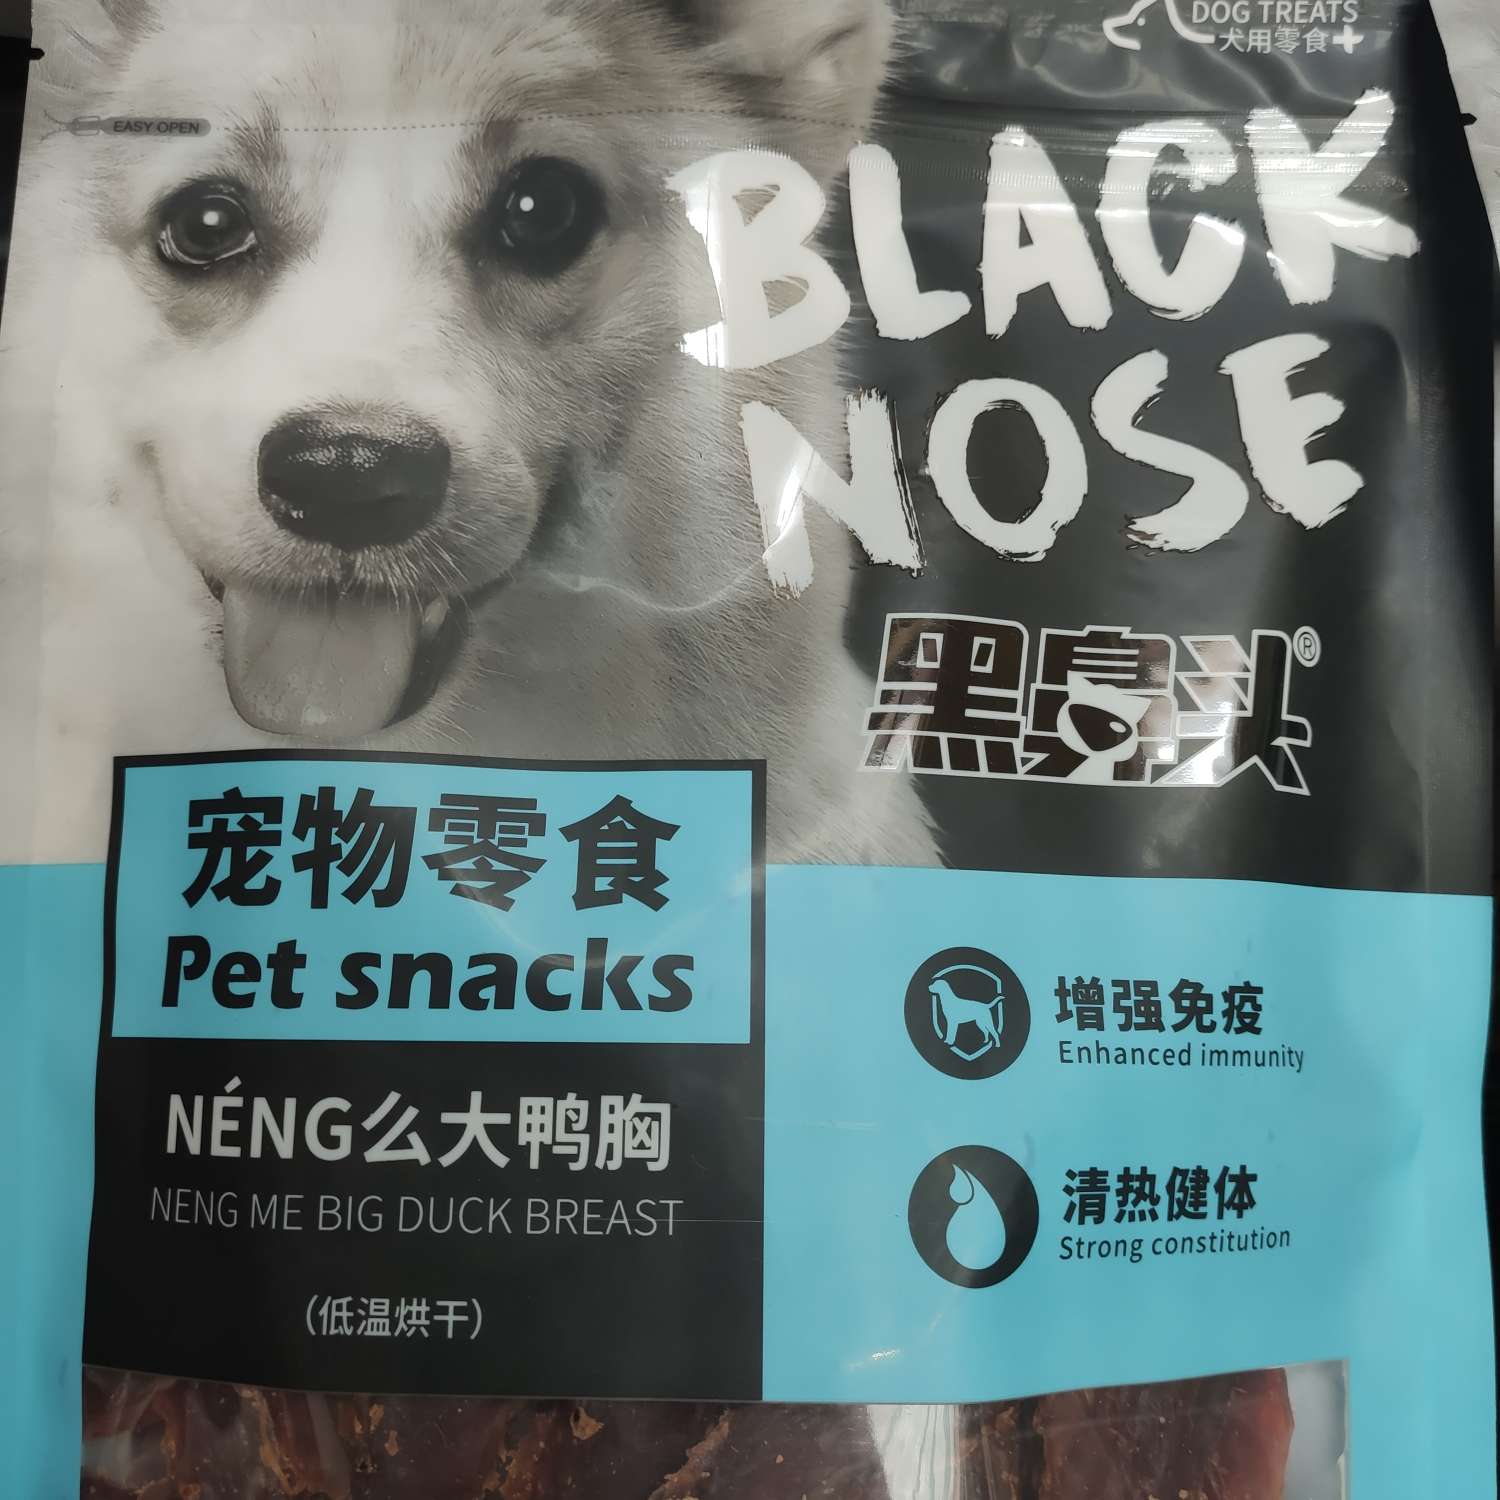 DOG TREATS
犬用零食+
EASY OPEN
BLACK
NOSE
黑鼻头®
宠物零食
Pet snacks
NÉNG么大鸭胸
NENG ME BIG DUCK BREAST
(低温烘干)
增强免疫
Enhanced immunity
清热健体
Strong constitution